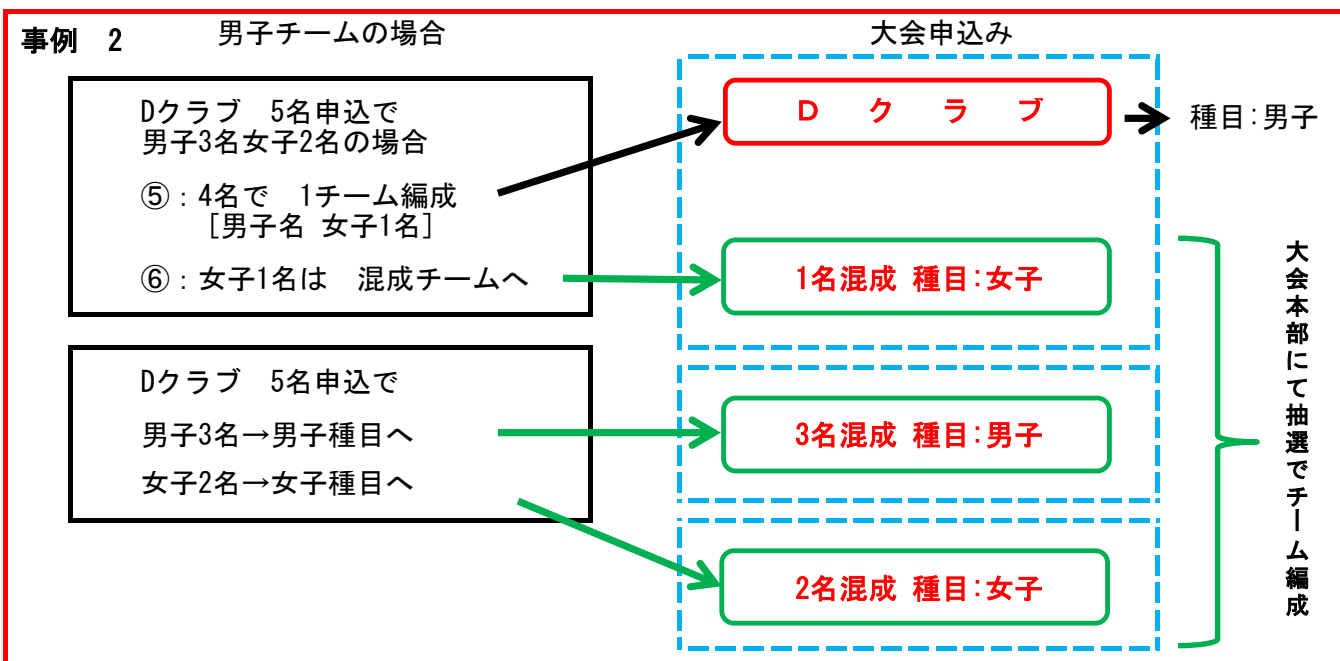 事例　2
男子チームの場合
大会申込み
Dクラブ　5名申込で
男子3名女子2名の場合
⑤：4名で　1チーム編成
［男子名 女子1名］
⑥：女子1名は　混成チームへ
D　ク　ラ　ブ
種目：男子
1名混成 種目：女子
Dクラブ　5名申込で
男子3名→男子種目へ
女子2名→女子種目へ
3名混成 種目：男子
2名混成 種目：女子
大会本部にて抽選でチーム編成